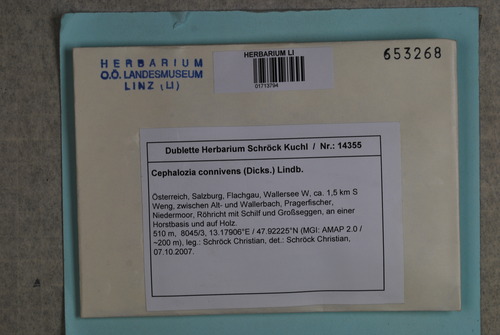 HERBARIUM
O.Ö. LANDESMUSEUM
LINZ (LI)
HERBARIUM LI
01713794
653268
Dublette Herbarium Schröck Kuchl / Nr.: 14355
Cephalozia connivens (Dicks.) Lindb.
Österreich, Salzburg, Flachgau, Wallersee W, ca. 1,5 km S
Weng, zwischen Alt- und Wallerbach, Pragerfischer,
Niedermoor, Röhricht mit Schilf und Großseggen, an einer
Horstbasis und auf Holz.
510 m, 8045/3, 13.17906°E / 47.92225°N (MGI: AMAP 2.0 /
~200 m), leg.: Schröck Christian, det.: Schröck Christian,
07.10.2007.